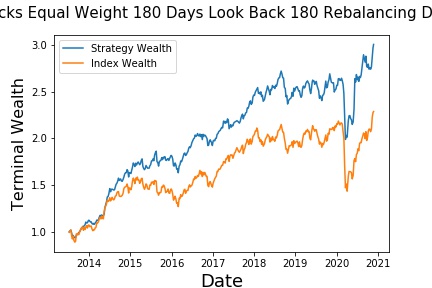 cks Equal Weight 180 Days Look Back 180 Rebalancing D
Strategy Wealth
Index Wealth
3.0
2.5
2.0
1.5
1.0
Terminal Wealth
2014 2015 2016 2017 2018 2019 2020 2021
Date